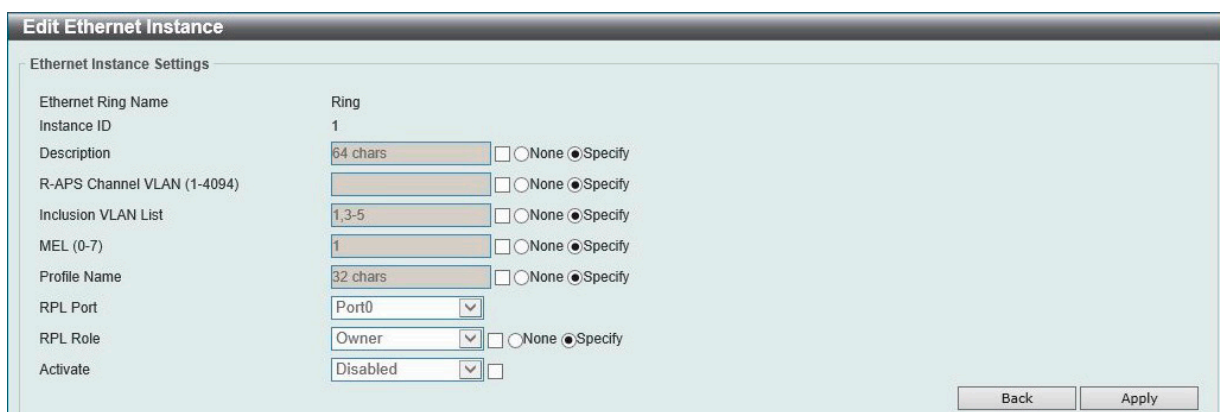 Edit Ethernet Instance
Ethernet Instance Settings
Ethernet Ring Name Ring
Instance ID 1
Description 64 chars None Specify
R-APS Channel VLAN (1-4094) None Specify
Inclusion VLAN List 1,3-5 None Specify
MEL (0-7) 1 None Specify
Profile Name 32 chars None Specify
RPL Port Port0
RPL Role Owner None Specify
Activate Disabled
Back Apply